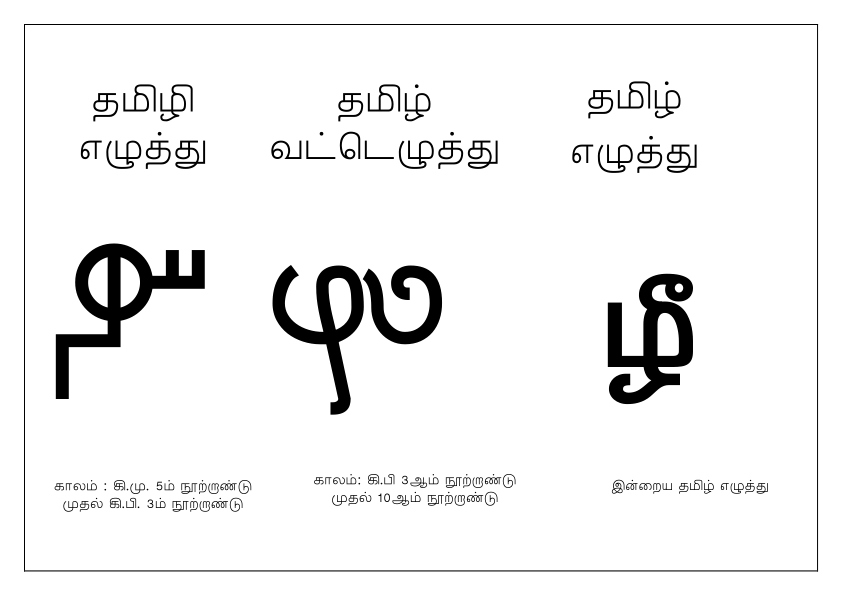 தமிழி
எழுத்து
𑀵𑀻
காலம் : கி.மு. 5ம் நூற்றாண்டு
முதல் கி.பி. 3ம் நூற்றாண்டு
தமிழ்
வட்டெழுத்து
காலம்: கி.பி 3ஆம் நூற்றாண்டு
முதல் 10ஆம் நூற்றாண்டு
தமிழ்
எழுத்து
ழீ
இன்றைய தமிழ் எழுத்து